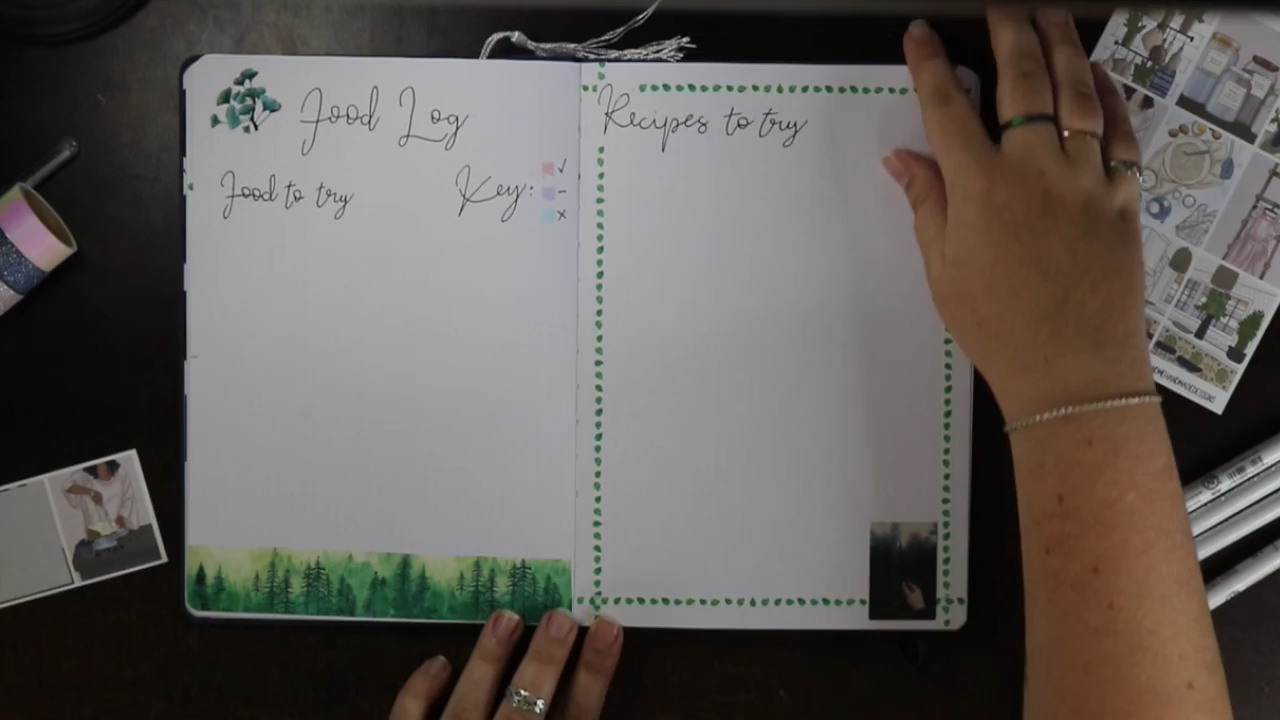 Food Log
Food to try
Key:
✓
–
x
Recipes to try